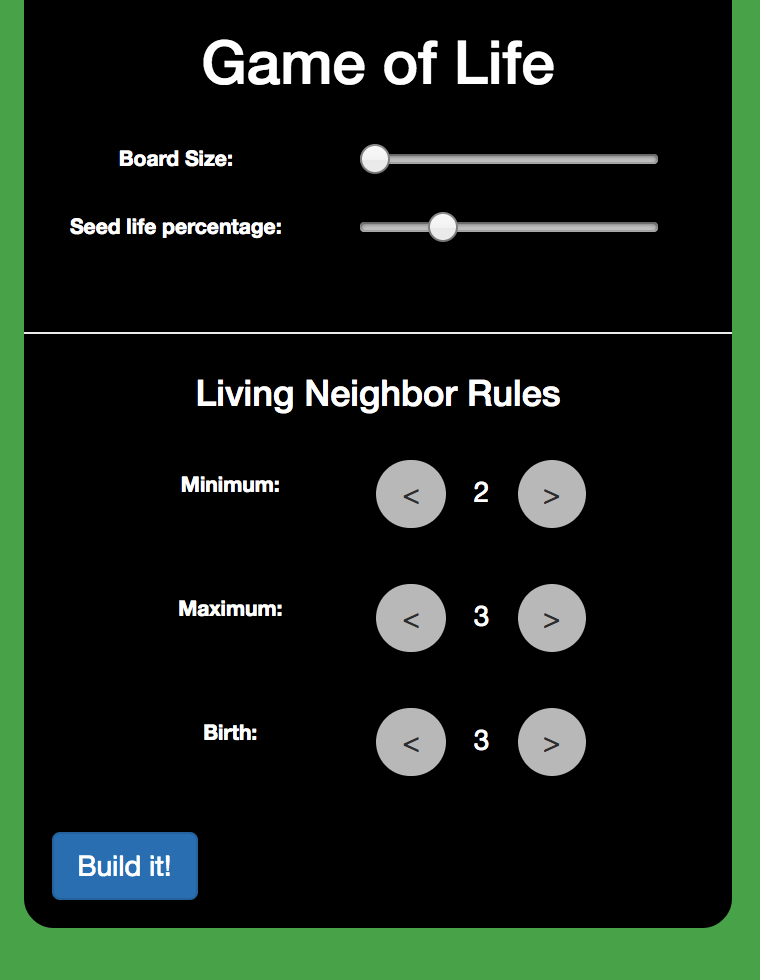 Game of Life
Board Size:
Seed life percentage:
Living Neighbor Rules
Minimum: < 2 >
Maximum: < 3 >
Birth: < 3 >
Build it!